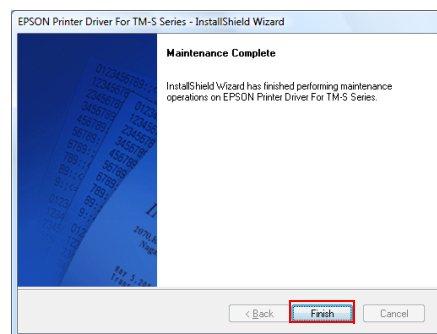 EPSON Printer Driver For TM-S Series - InstallShield Wizard
Maintenance Complete
InstallShield Wizard has finished performing maintenance
operations on EPSON Printer Driver For TM-S Series.
< Back
Finish
Cancel